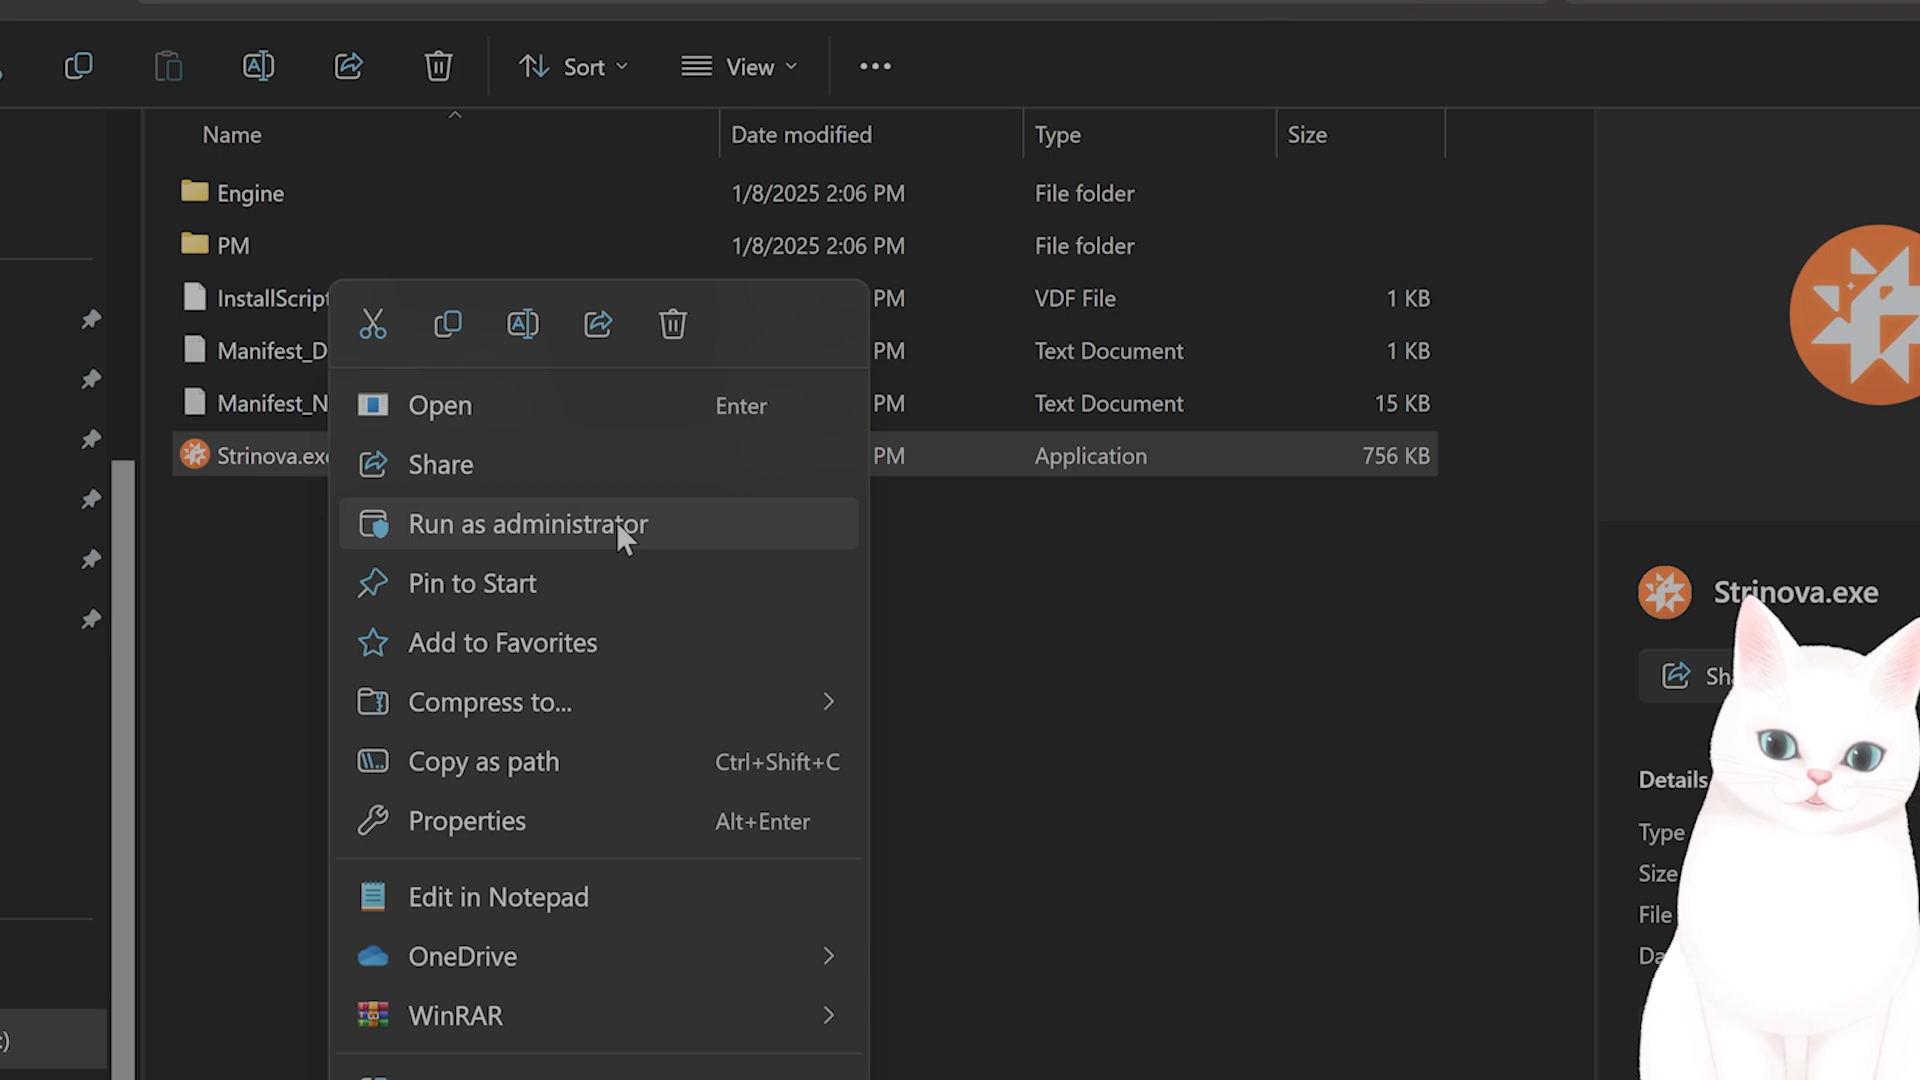 Sort
View
Name
Date modified
Type
Size
Engine
1/8/2025 2:06 PM
File folder
PM
1/8/2025 2:06 PM
File folder
InstallScript
PM
VDF File
1 KB
Manifest_D
PM
Text Document
1 KB
Manifest_N
PM
Text Document
15 KB
Strinova.exe
PM
Application
756 KB
Open
Enter
Share
Run as administrator
Pin to Start
Add to Favorites
Compress to...
Copy as path
Ctrl+Shift+C
Properties
Alt+Enter
Edit in Notepad
OneDrive
WinRAR
:)
Strinova.exe
Sh
Details
Type
Size
File
Da